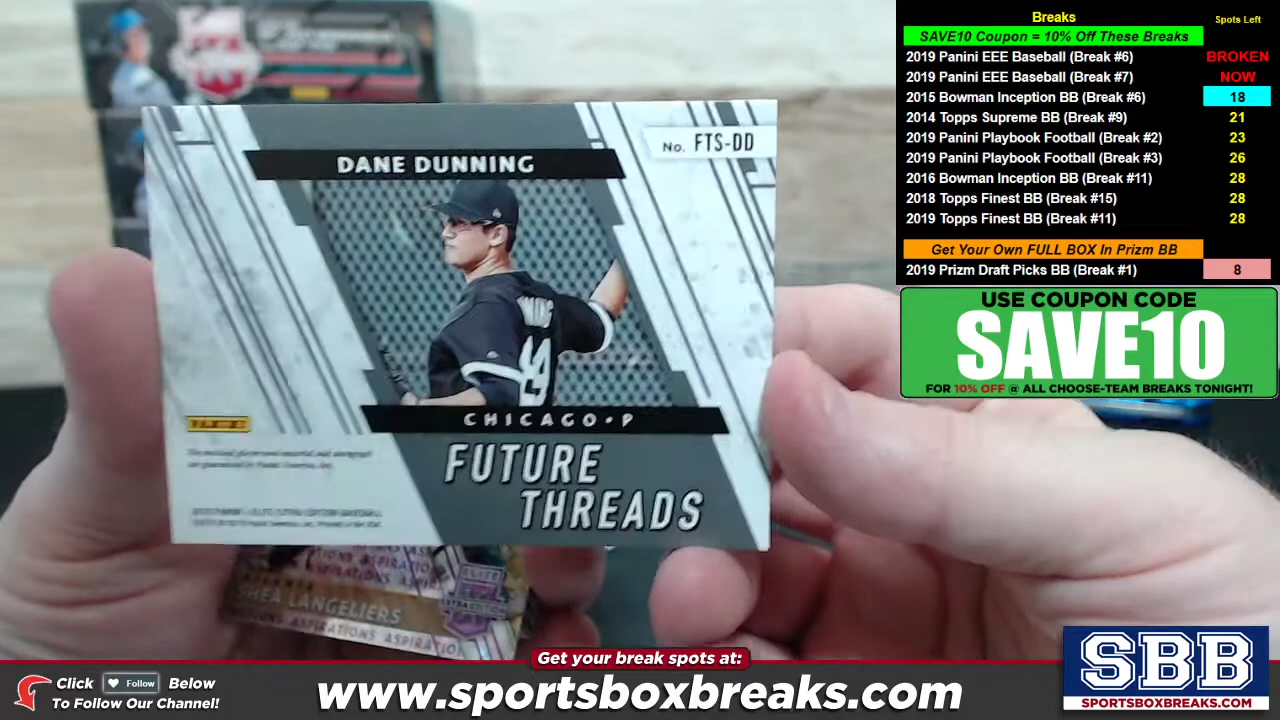 Breaks
Spots Left
SAVE10 Coupon = 10% Off These Breaks
2019 Panini EEE Baseball (Break #6) BROKEN
2019 Panini EEE Baseball (Break #7) NOW
2015 Bowman Inception BB (Break #6) 18
2014 Topps Supreme BB (Break #9) 21
2019 Panini Playbook Football (Break #2) 23
2019 Panini Playbook Football (Break #3) 26
2016 Bowman Inception BB (Break #11) 28
2018 Topps Finest BB (Break #15) 28
2019 Topps Finest BB (Break #11) 28
Get Your Own FULL BOX In Prizm BB
2019 Prizm Draft Picks BB (Break #1) 8
USE COUPON CODE
SAVE10
FOR 10% OFF @ ALL CHOOSE-TEAM BREAKS TONIGHT!
No. FTS-DD
DANE DUNNING
CHICAGO • P
PANINI
FUTURE
THREADS
ATLANTA
SHEA LANGELIERS
ASPIRATIONS
Get your break spots at:
Click Follow Below
To Follow Our Channel!
www.sportsboxbreaks.com
SBB
SPORTSBOXBREAKS.COM